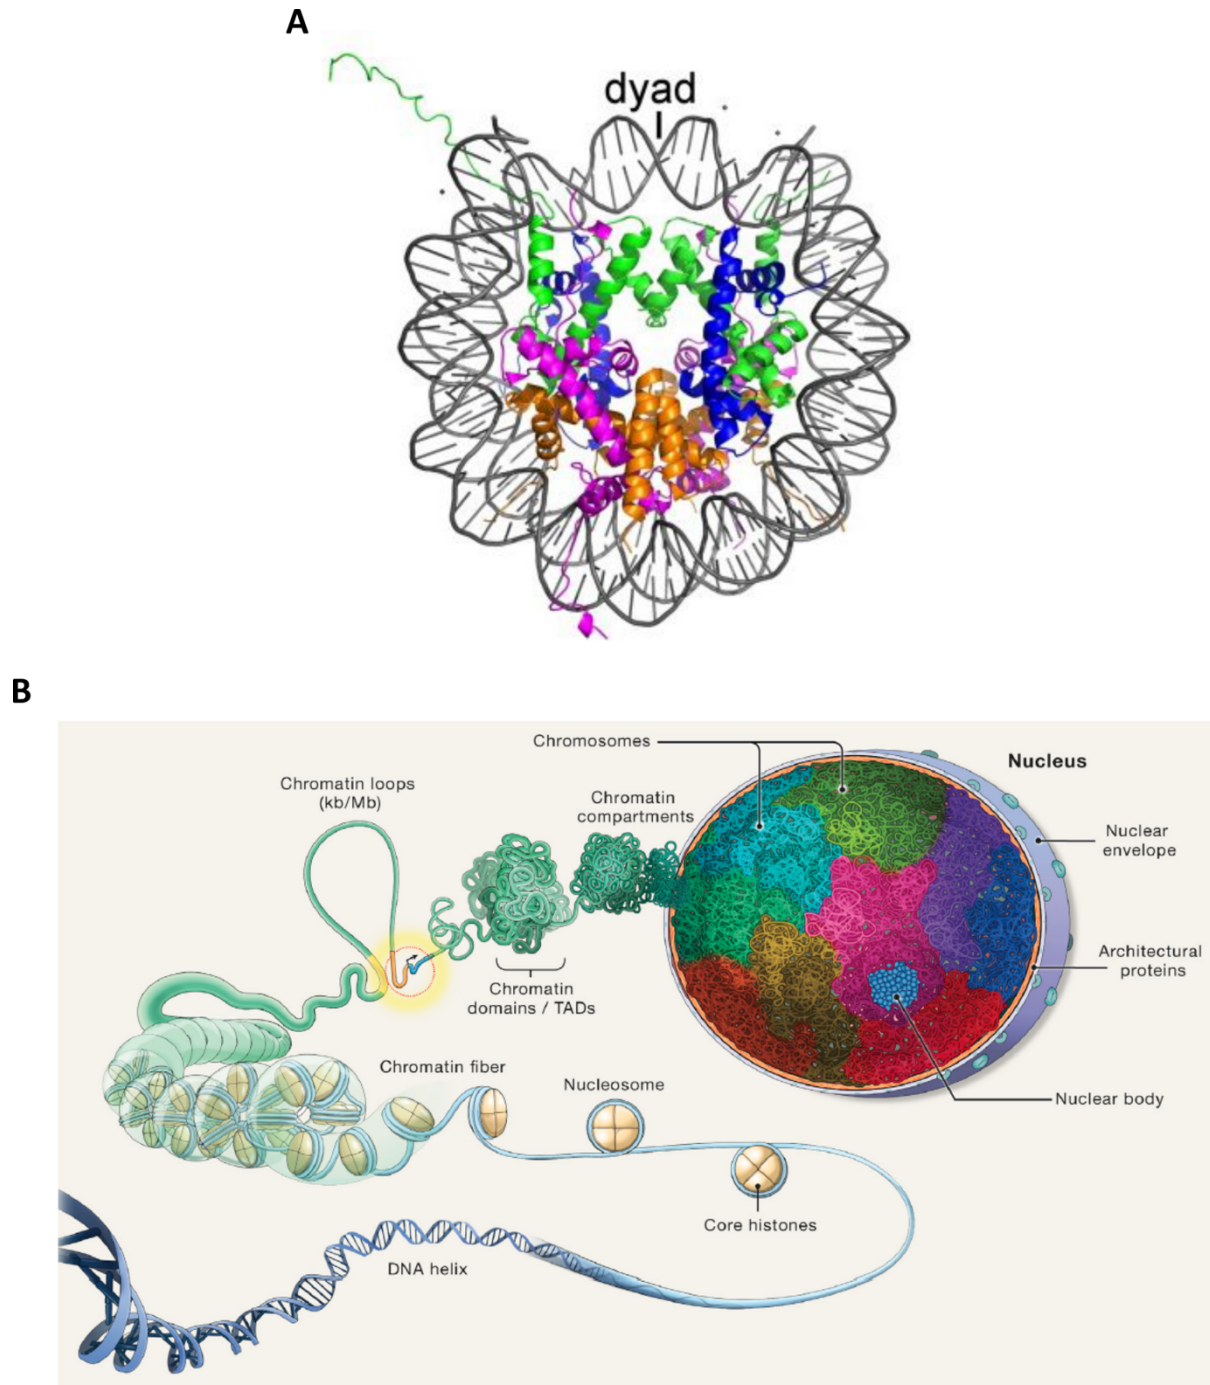 A
dyad
B
Chromosomes
Nucleus
Chromatin loops
(kb/Mb)
Chromatin
compartments
Nuclear
envelope
Architectural
proteins
Chromatin
domains / TADs
Chromatin fiber
Nucleosome
Nuclear body
Core histones
DNA helix